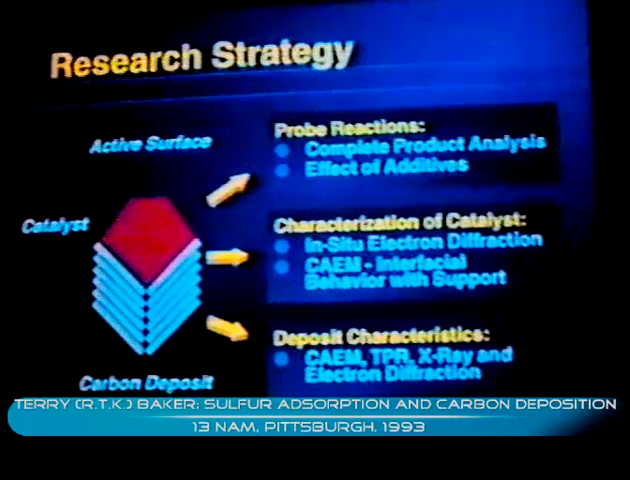 Research Strategy
Active Surface
Catalyst
Carbon Deposit
Probe Reactions:
Complete Product Analysis
Effect of Additives
Characterization of Catalyst:
In-Situ Electron Diffraction
CAEM - Interfacial
Behavior with Support
Deposit Characteristics:
CAEM, TPR, X-Ray and
Electron Diffraction
TERRY (R.T.K.) BAKER: SULFUR ADSORPTION AND CARBON DEPOSITION
13 NAM, PITTSBURGH, 1993